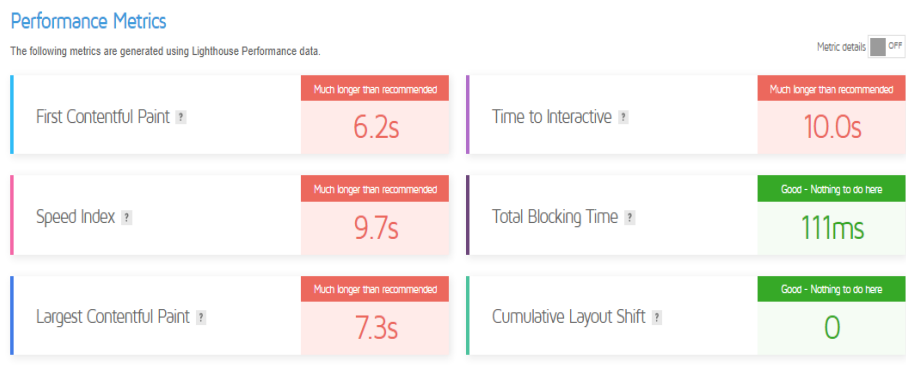 Performance Metrics
The following metrics are generated using Lighthouse Performance data.
Metric details OFF
Much longer than recommended
First Contentful Paint ?
6.2s
Much longer than recommended
Time to Interactive ?
10.0s
Much longer than recommended
Speed Index ?
9.7s
Good - Nothing to do here
Total Blocking Time ?
111ms
Much longer than recommended
Largest Contentful Paint ?
7.3s
Good - Nothing to do here
Cumulative Layout Shift ?
0